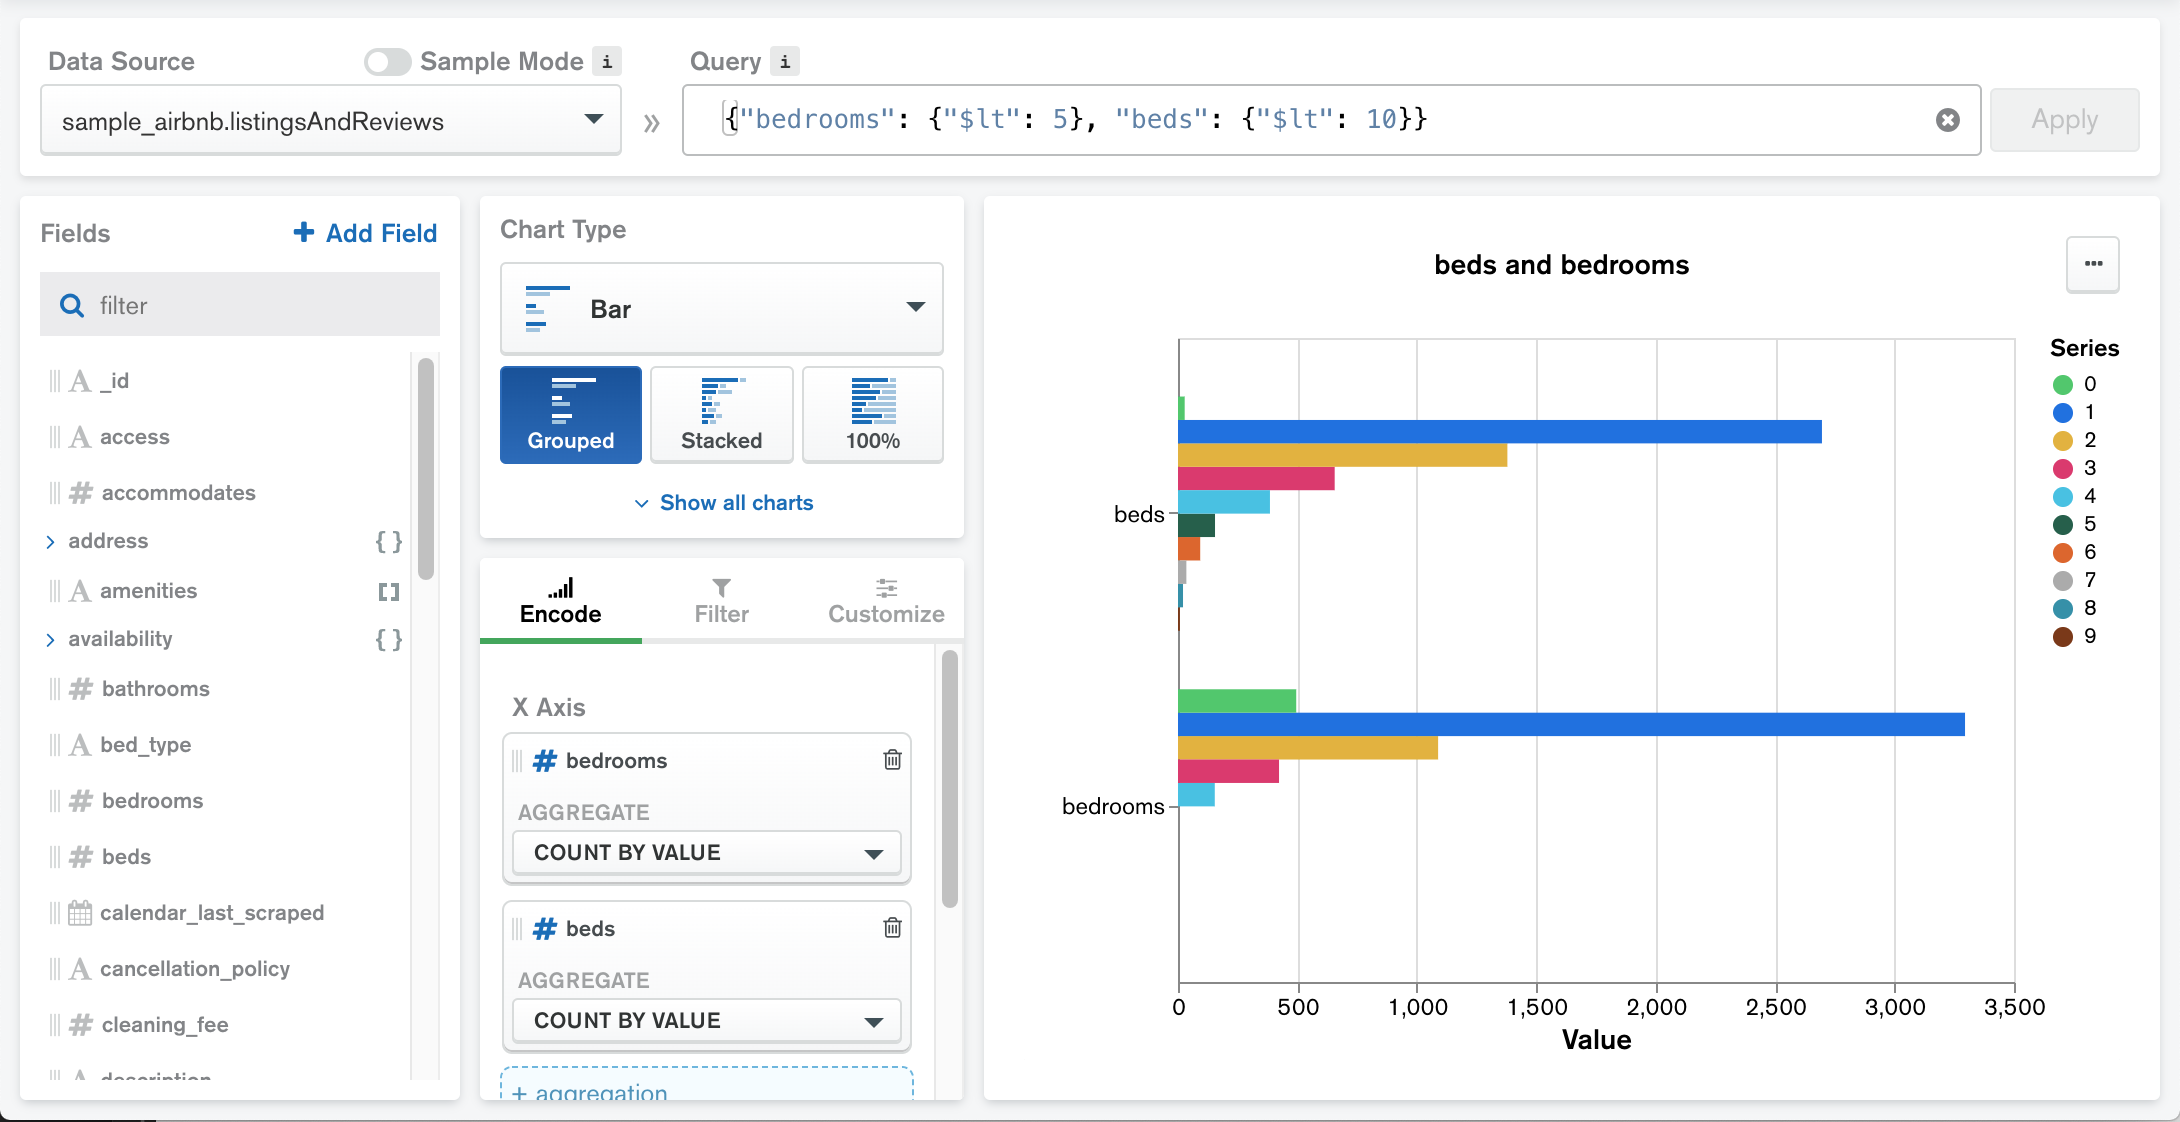 Data Source
Sample Mode i
Query i
sample_airbnb.listingsAndReviews
»
{"bedrooms": {"$lt": 5}, "beds": {"$lt": 10}}
Apply
Fields
+ Add Field
filter
A _id
A access
# accommodates
> address {}
A amenities []
> availability {}
# bathrooms
A bed_type
# bedrooms
# beds
calendar_last_scraped
A cancellation_policy
# cleaning_fee
A description
Chart Type
Bar
Grouped
Stacked
100%
Show all charts
Encode
Filter
Customize
X Axis
# bedrooms
AGGREGATE
COUNT BY VALUE
# beds
AGGREGATE
COUNT BY VALUE
+ aggregation
beds and bedrooms
...
beds
bedrooms
0 500 1,000 1,500 2,000 2,500 3,000 3,500
Value
Series
0
1
2
3
4
5
6
7
8
9